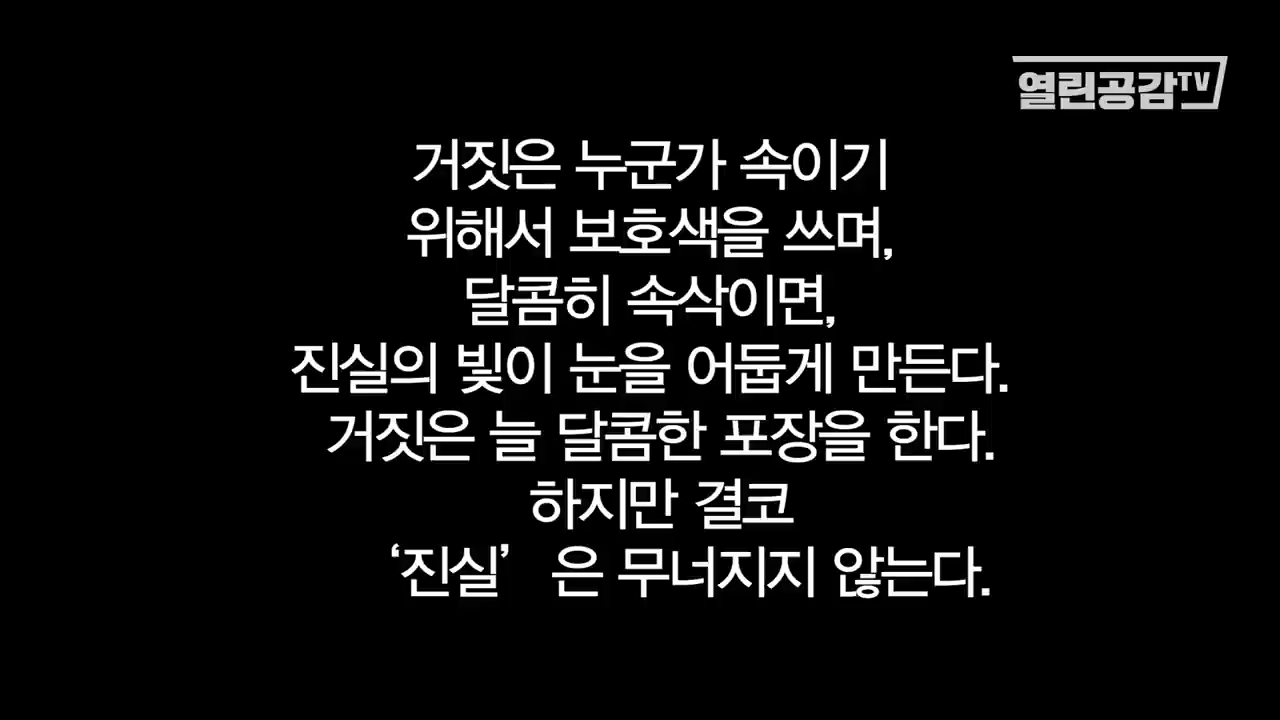 열린공감TV
거짓은 누군가 속이기
위해서 보호색을 쓰며,
달콤히 속삭이면,
진실의 빛이 눈을 어둡게 만든다.
거짓은 늘 달콤한 포장을 한다.
하지만 결코
‘진실’ 은 무너지지 않는다.